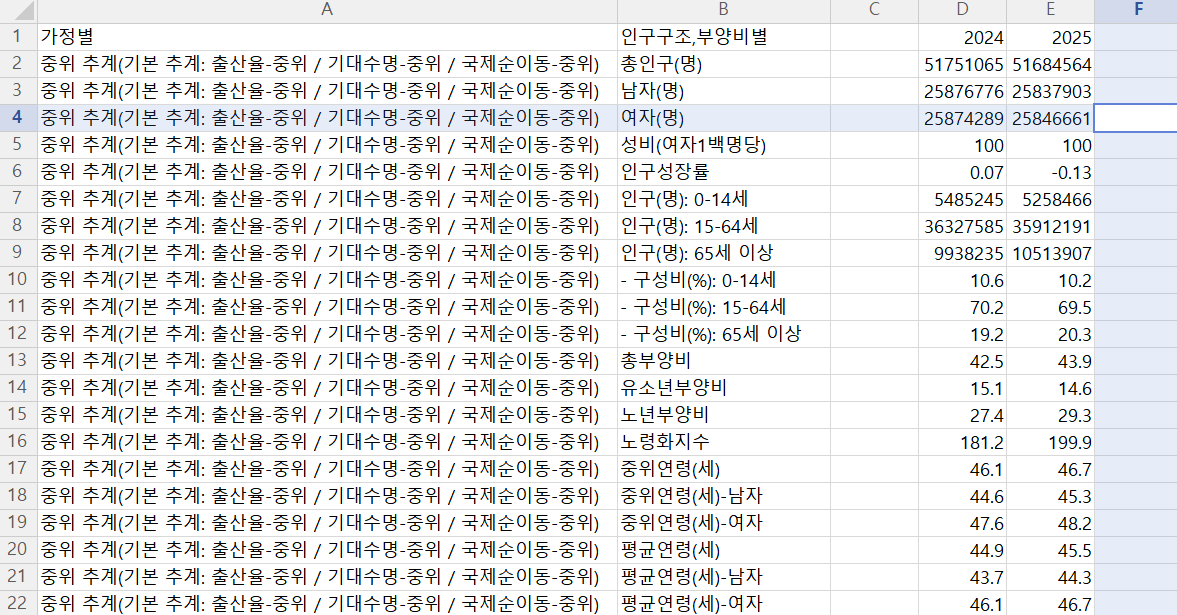 A B C D E F
1 가정별 인구구조,부양비별 2024 2025
2 중위 추계(기본 추계: 출산율-중위 / 기대수명-중위 / 국제순이동-중위) 총인구(명) 51751065 51684564
3 중위 추계(기본 추계: 출산율-중위 / 기대수명-중위 / 국제순이동-중위) 남자(명) 25876776 25837903
4 중위 추계(기본 추계: 출산율-중위 / 기대수명-중위 / 국제순이동-중위) 여자(명) 25874289 25846661
5 중위 추계(기본 추계: 출산율-중위 / 기대수명-중위 / 국제순이동-중위) 성비(여자1백명당) 100 100
6 중위 추계(기본 추계: 출산율-중위 / 기대수명-중위 / 국제순이동-중위) 인구성장률 0.07 -0.13
7 중위 추계(기본 추계: 출산율-중위 / 기대수명-중위 / 국제순이동-중위) 인구(명): 0-14세 5485245 5258466
8 중위 추계(기본 추계: 출산율-중위 / 기대수명-중위 / 국제순이동-중위) 인구(명): 15-64세 36327585 35912191
9 중위 추계(기본 추계: 출산율-중위 / 기대수명-중위 / 국제순이동-중위) 인구(명): 65세 이상 9938235 10513907
10 중위 추계(기본 추계: 출산율-중위 / 기대수명-중위 / 국제순이동-중위) - 구성비(%): 0-14세 10.6 10.2
11 중위 추계(기본 추계: 출산율-중위 / 기대수명-중위 / 국제순이동-중위) - 구성비(%): 15-64세 70.2 69.5
12 중위 추계(기본 추계: 출산율-중위 / 기대수명-중위 / 국제순이동-중위) - 구성비(%): 65세 이상 19.2 20.3
13 중위 추계(기본 추계: 출산율-중위 / 기대수명-중위 / 국제순이동-중위) 총부양비 42.5 43.9
14 중위 추계(기본 추계: 출산율-중위 / 기대수명-중위 / 국제순이동-중위) 유소년부양비 15.1 14.6
15 중위 추계(기본 추계: 출산율-중위 / 기대수명-중위 / 국제순이동-중위) 노년부양비 27.4 29.3
16 중위 추계(기본 추계: 출산율-중위 / 기대수명-중위 / 국제순이동-중위) 노령화지수 181.2 199.9
17 중위 추계(기본 추계: 출산율-중위 / 기대수명-중위 / 국제순이동-중위) 중위연령(세) 46.1 46.7
18 중위 추계(기본 추계: 출산율-중위 / 기대수명-중위 / 국제순이동-중위) 중위연령(세)-남자 44.6 45.3
19 중위 추계(기본 추계: 출산율-중위 / 기대수명-중위 / 국제순이동-중위) 중위연령(세)-여자 47.6 48.2
20 중위 추계(기본 추계: 출산율-중위 / 기대수명-중위 / 국제순이동-중위) 평균연령(세) 44.9 45.5
21 중위 추계(기본 추계: 출산율-중위 / 기대수명-중위 / 국제순이동-중위) 평균연령(세)-남자 43.7 44.3
22 중위 추계(기본 추계: 출산율-중위 / 기대수명-중위 / 국제순이동-중위) 평균연령(세)-여자 46.1 46.7